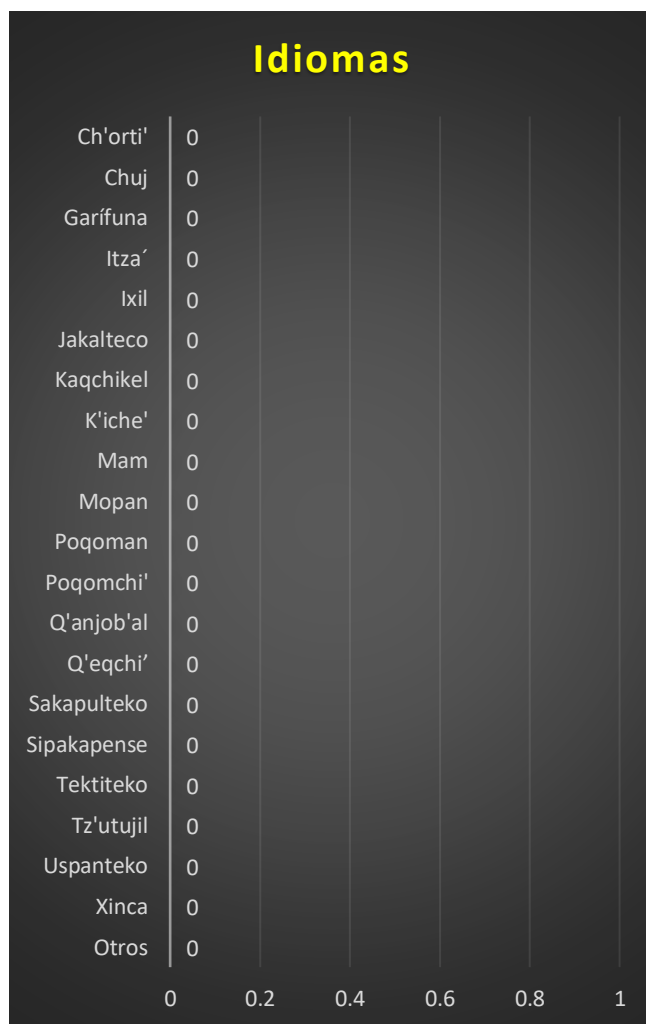 Idiomas
Ch'orti' 0
Chuj 0
Garífuna 0
Itza´ 0
Ixil 0
Jakalteco 0
Kaqchikel 0
K'iche' 0
Mam 0
Mopan 0
Poqoman 0
Poqomchi' 0
Q'anjob'al 0
Q'eqchi’ 0
Sakapulteko 0
Sipakapense 0
Tektiteko 0
Tz'utujil 0
Uspanteko 0
Xinca 0
Otros 0
0 0.2 0.4 0.6 0.8 1